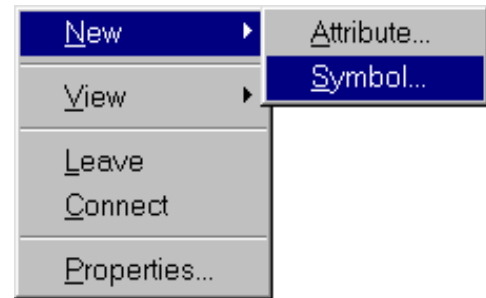 New
Attribute...
Symbol...
View
Leave
Connect
Properties...